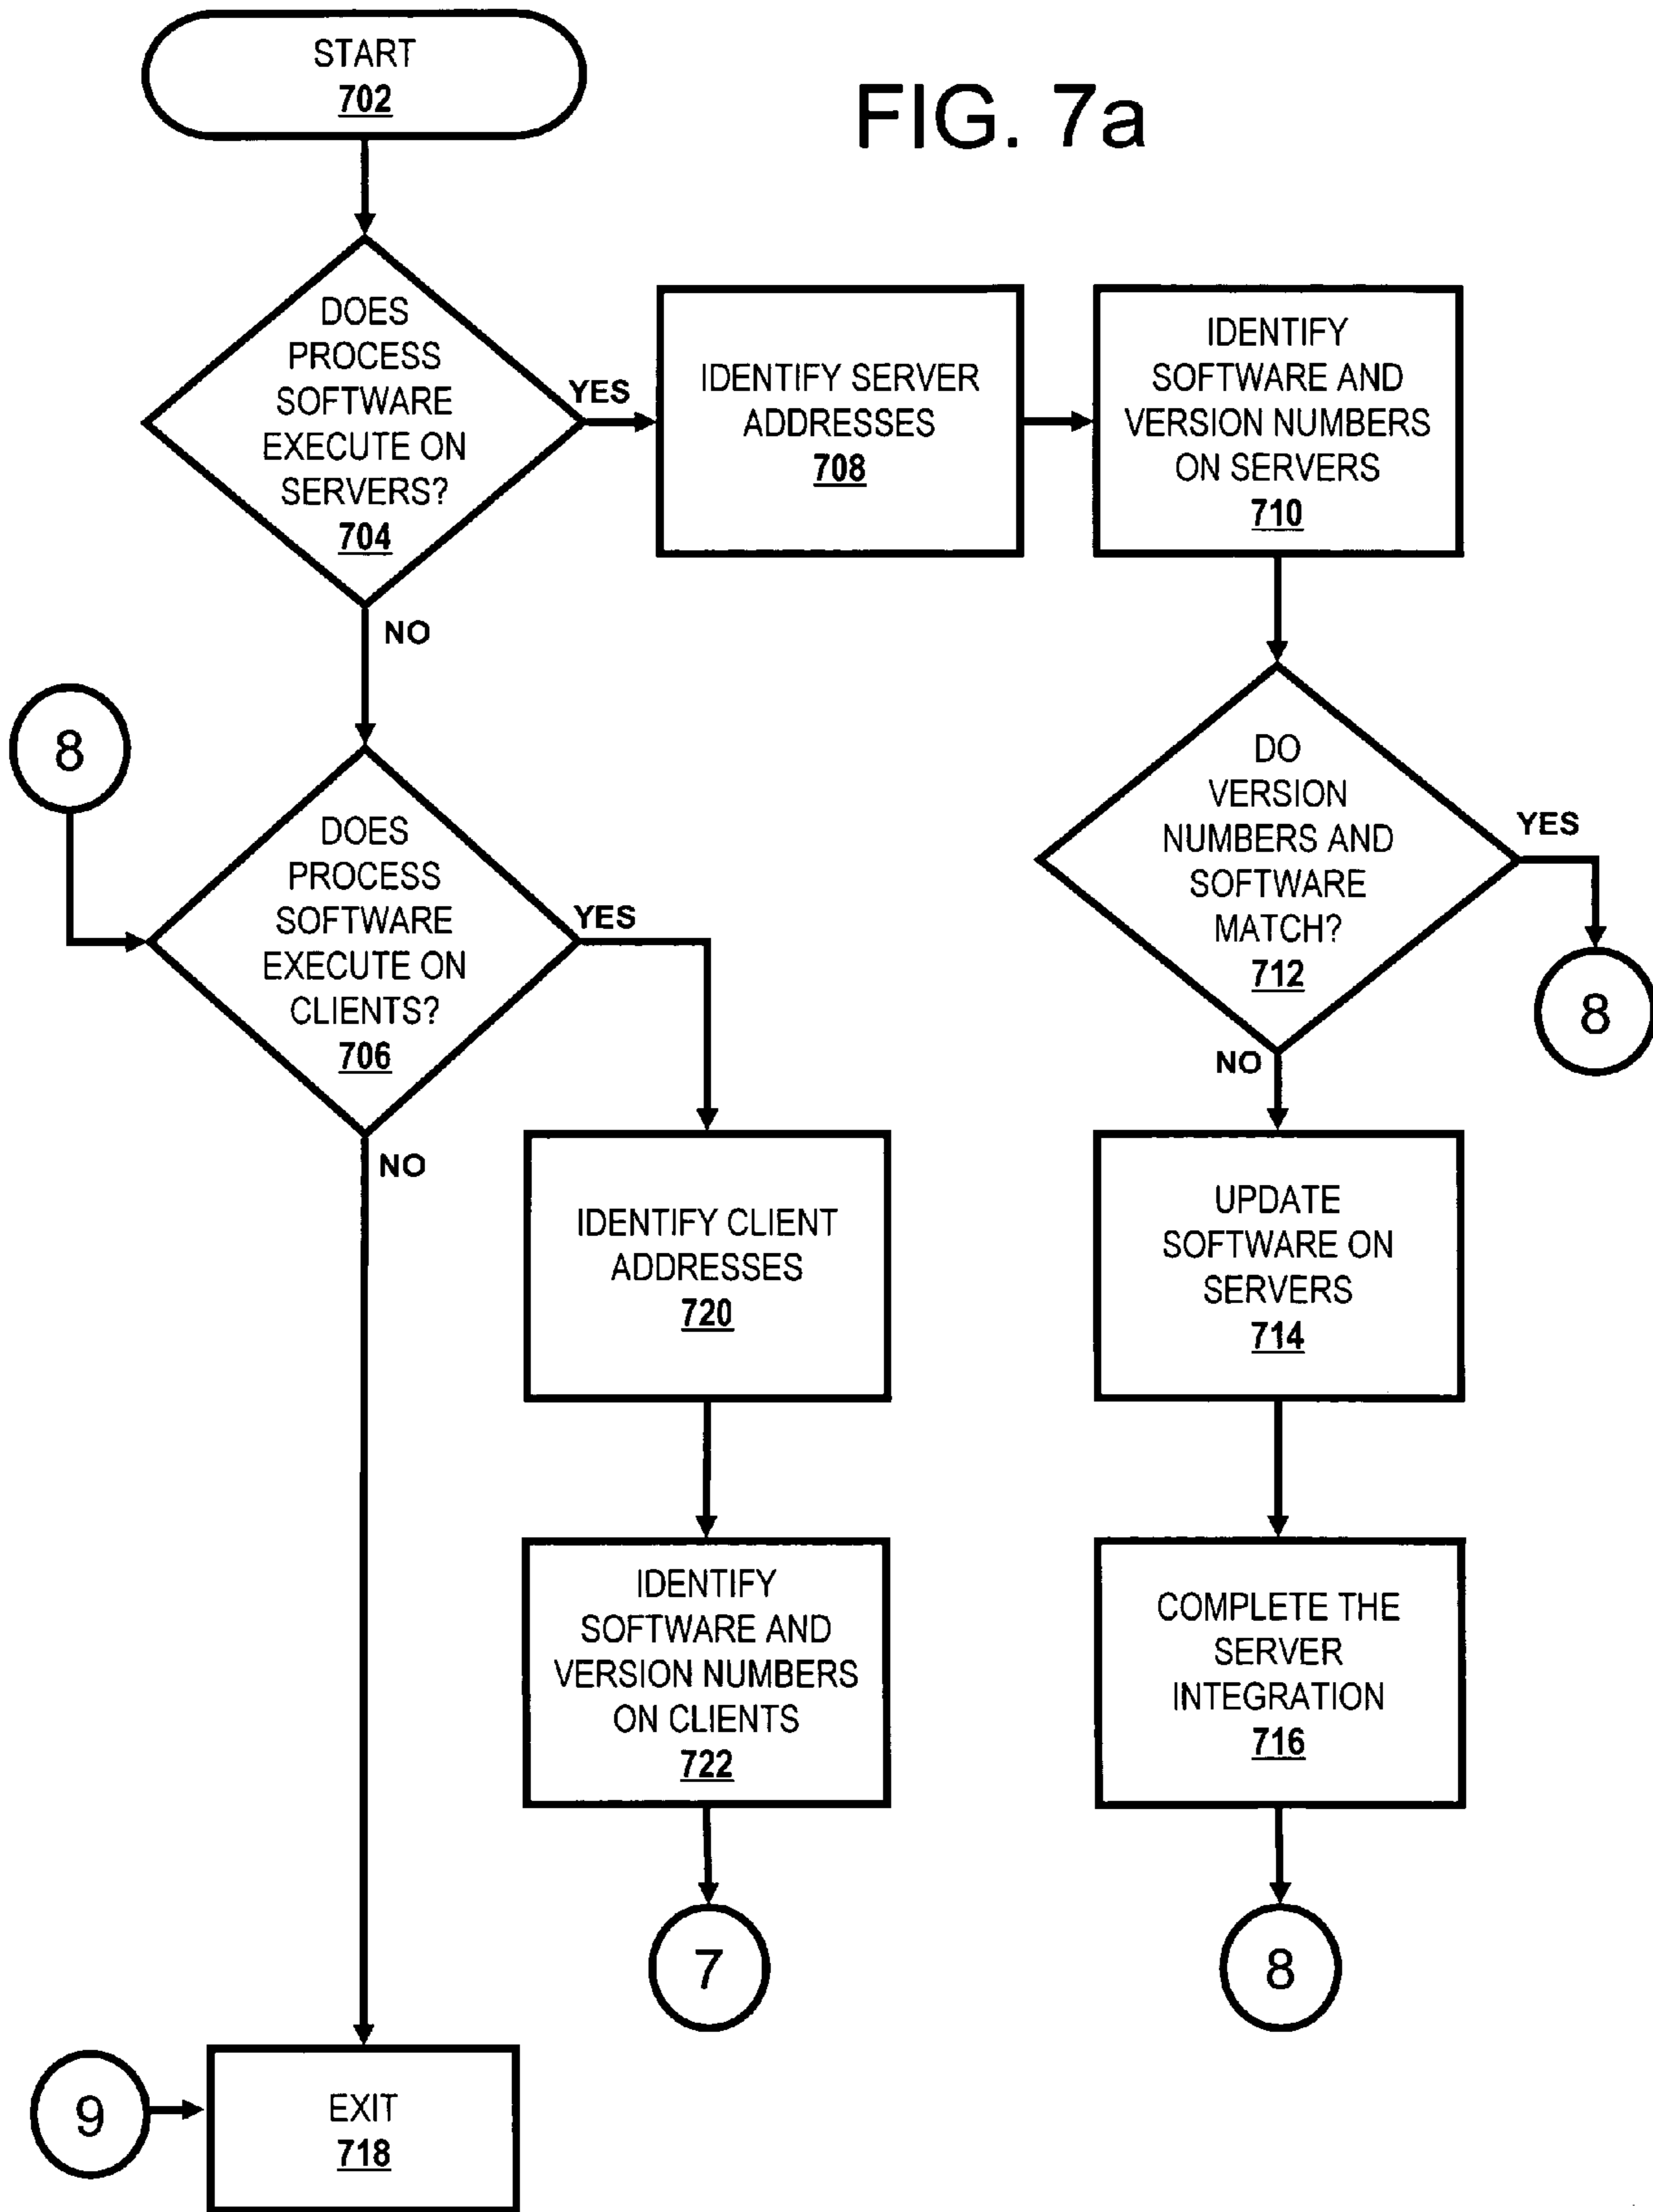 START
702
FIG. 7a
DOES
PROCESS
SOFTWARE
EXECUTE ON
SERVERS?
704
YES
IDENTIFY SERVER
ADDRESSES
708
IDENTIFY
SOFTWARE AND
VERSION NUMBERS
ON SERVERS
710
NO
8
DOES
PROCESS
SOFTWARE
EXECUTE ON
CLIENTS?
706
YES
DO
VERSION
NUMBERS AND
SOFTWARE
MATCH?
712
YES
8
NO
NO
IDENTIFY CLIENT
ADDRESSES
720
UPDATE
SOFTWARE ON
SERVERS
714
IDENTIFY
SOFTWARE AND
VERSION NUMBERS
ON CLIENTS
722
COMPLETE THE
SERVER
INTEGRATION
716
7
8
9
EXIT
718